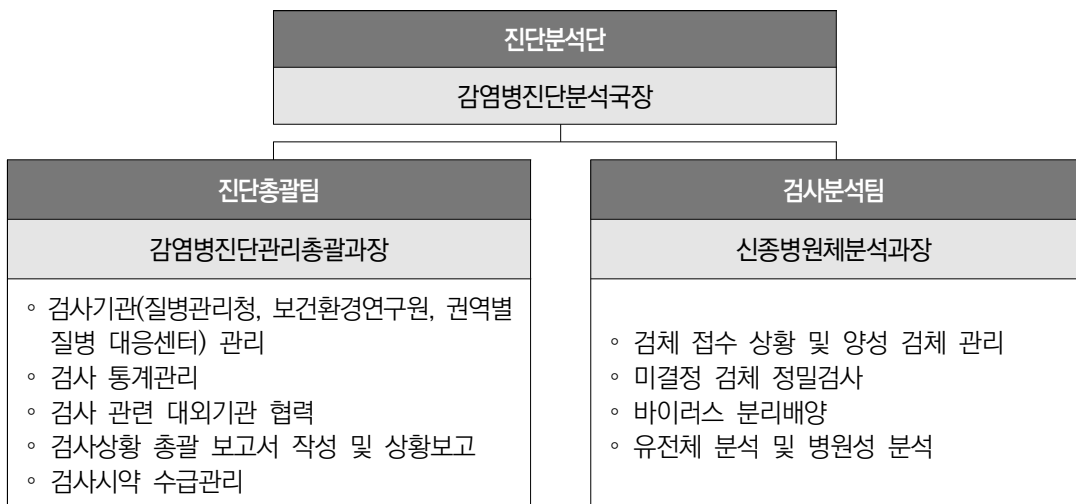 진단분석단
감염병진단분석국장
진단총괄팀
감염병진단관리총괄과장
◦ 검사기관(질병관리청, 보건환경연구원, 권역별
질병 대응센터) 관리
◦ 검사 통계관리
◦ 검사 관련 대외기관 협력
◦ 검사상황 총괄 보고서 작성 및 상황보고
◦ 검사시약 수급관리
검사분석팀
신종병원체분석과장
◦ 검체 접수 상황 및 양성 검체 관리
◦ 미결정 검체 정밀검사
◦ 바이러스 분리배양
◦ 유전체 분석 및 병원성 분석